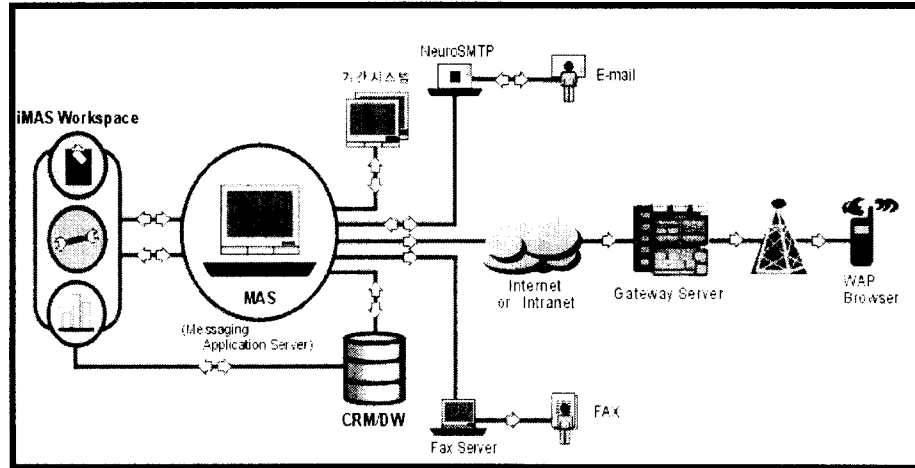 NeuroSMTP
E-mail
기간시스템
iMAS Workspace
MAS
(Messaging
Application Server)
Internet
or Intranet
Gateway Server
WAP
Browser
CRM/DW
Fax Server
FAX